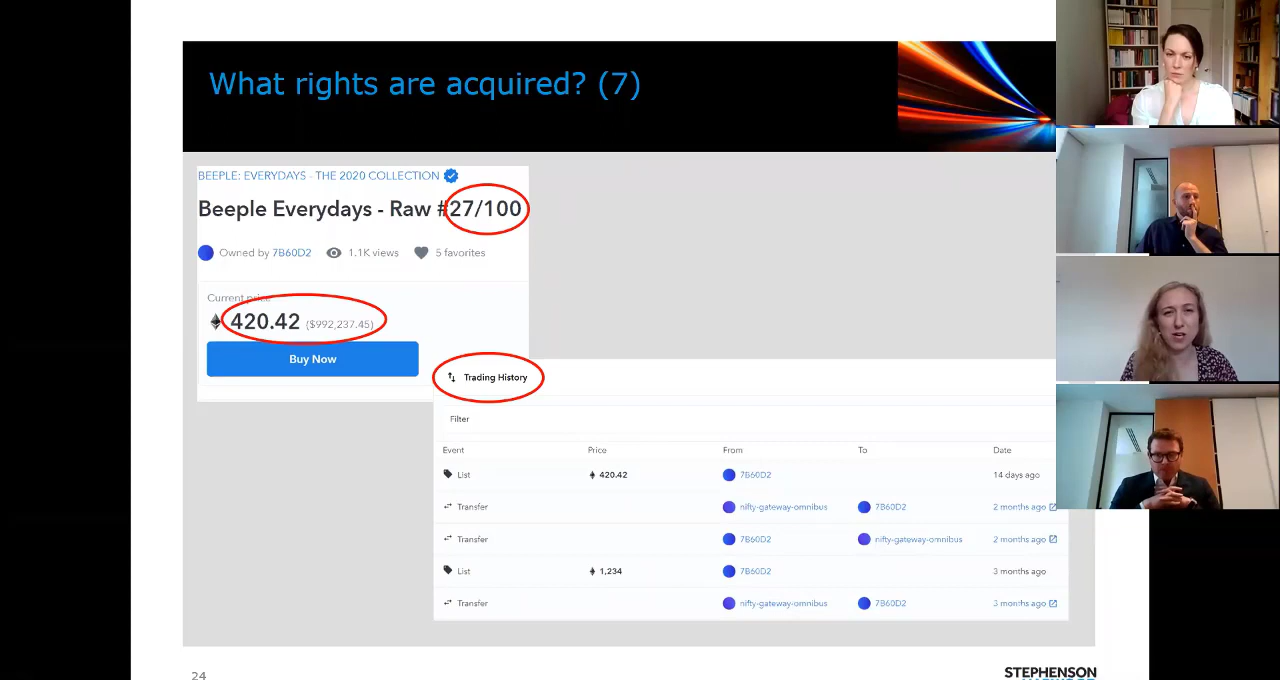 What rights are acquired? (7)
BEEPLE: EVERYDAYS - THE 2020 COLLECTION
Beeple Everydays - Raw #27/100
Owned by 7B60D2 1.1K views 5 favorites
Current price
420.42 ($992,237.45)
Buy Now
Trading History
Filter
Event Price From To Date
List 420.42 7B60D2 14 days ago
Transfer nifty-gateway-omnibus 7B60D2 2 months ago
Transfer 7B60D2 nifty-gateway-omnibus 2 months ago
List 1,234 7B60D2 3 months ago
Transfer nifty-gateway-omnibus 7B60D2 3 months ago
24
STEPHENSON